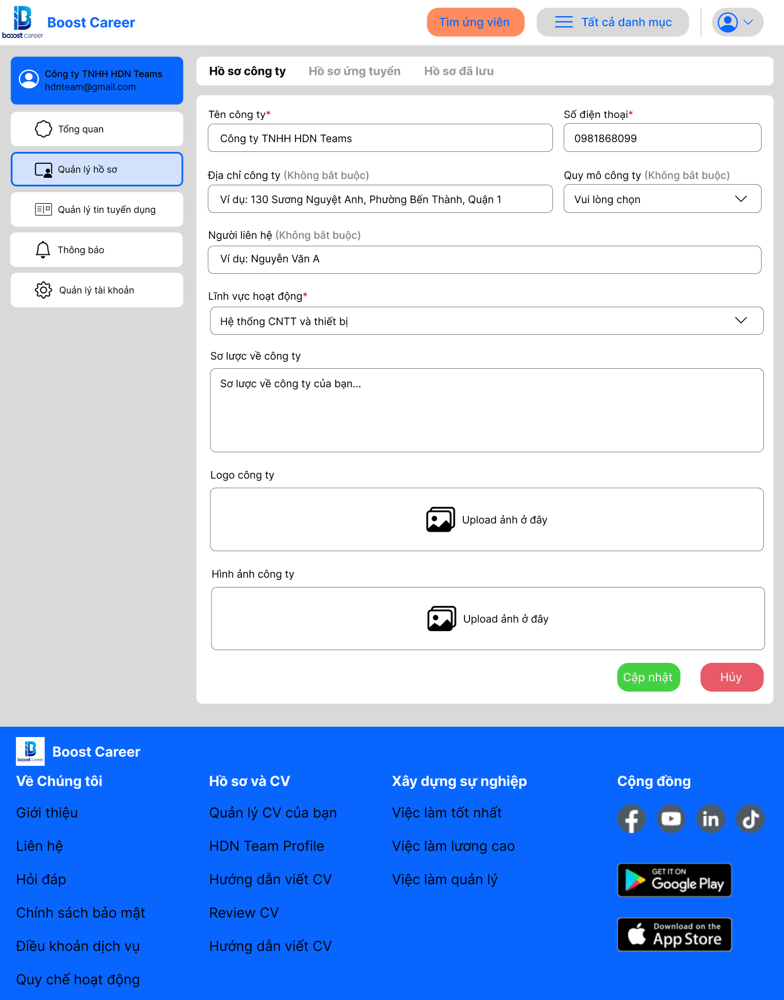 booost career
Boost Career
Tìm ứng viên
Tất cả danh mục
Công ty TNHH HDN Teams
hdnteam@gmail.com
Tổng quan
Quản lý hồ sơ
Quản lý tin tuyển dụng
Thông báo
Quản lý tài khoản
Hồ sơ công ty
Hồ sơ ứng tuyển
Hồ sơ đã lưu
Tên công ty*
Số điện thoại*
Công ty TNHH HDN Teams
0981868099
Địa chỉ công ty (Không bắt buộc)
Quy mô công ty (Không bắt buộc)
Ví dụ: 130 Sương Nguyệt Anh, Phường Bến Thành, Quận 1
Vui lòng chọn
Người liên hệ (Không bắt buộc)
Ví dụ: Nguyễn Văn A
Lĩnh vực hoạt động*
Hệ thống CNTT và thiết bị
Sơ lược về công ty
Sơ lược về công ty của bạn...
Logo công ty
Upload ảnh ở đây
Hình ảnh công ty
Upload ảnh ở đây
Cập nhật
Hủy
booost career
Boost Career
Về Chúng tôi
Giới thiệu
Liên hệ
Hỏi đáp
Chính sách bảo mật
Điều khoản dịch vụ
Quy chế hoạt động
Hồ sơ và CV
Quản lý CV của bạn
HDN Team Profile
Hướng dẫn viết CV
Review CV
Hướng dẫn viết CV
Xây dựng sự nghiệp
Việc làm tốt nhất
Việc làm lương cao
Việc làm quản lý
Cộng đồng
GET IT ON
Google Play
Download on the
App Store